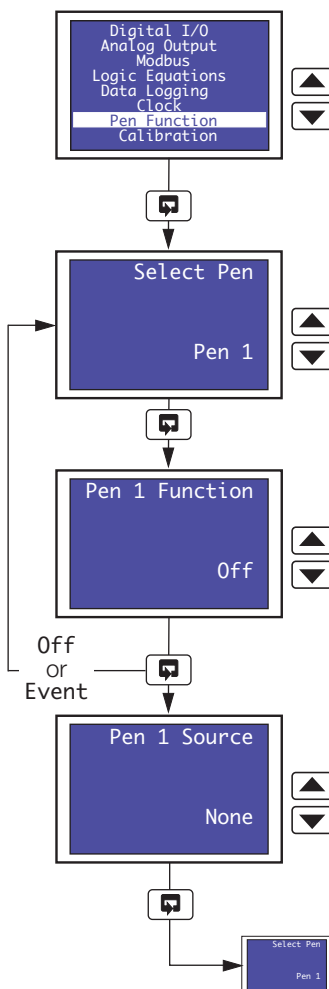 Digital I/O
Analog Output
Modbus
Logic Equations
Data Logging
Clock
Pen Function
Calibration
Select Pen
Pen 1
Pen 1 Function
Off
Off
or
Event
Pen 1 Source
None
Select Pen
Pen 1